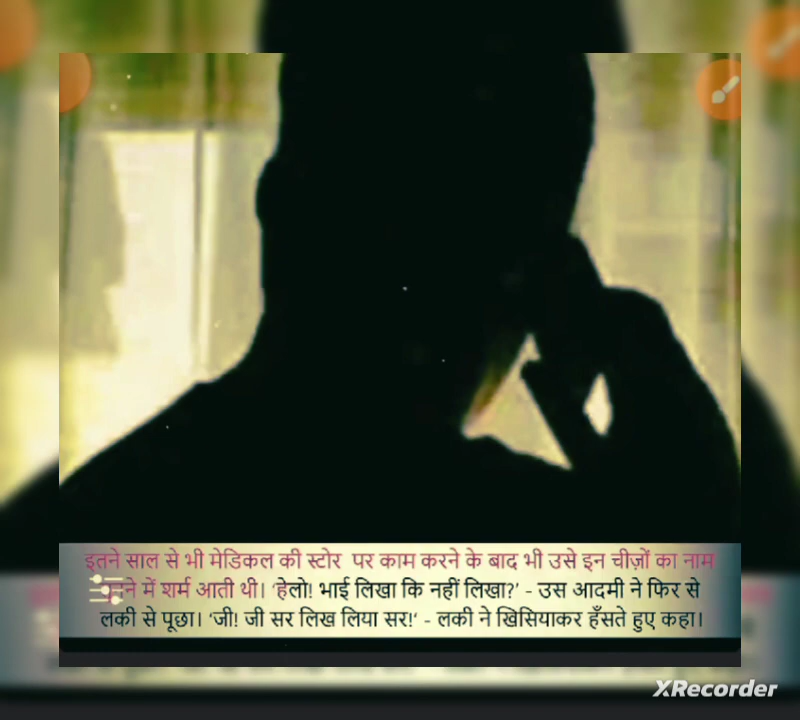 इतने साल से भी मेडिकल की स्टोर पर काम करने के बाद भी उसे इन चीज़ों का नाम
में शर्म आती थी। 'हेलो! भाई लिखा कि नहीं लिखा?' - उस आदमी ने फिर से
लकी से पूछा। 'जी! जी सर लिख लिया सर!' - लकी ने खिसियाकर हँसते हुए कहा।
XRecorder